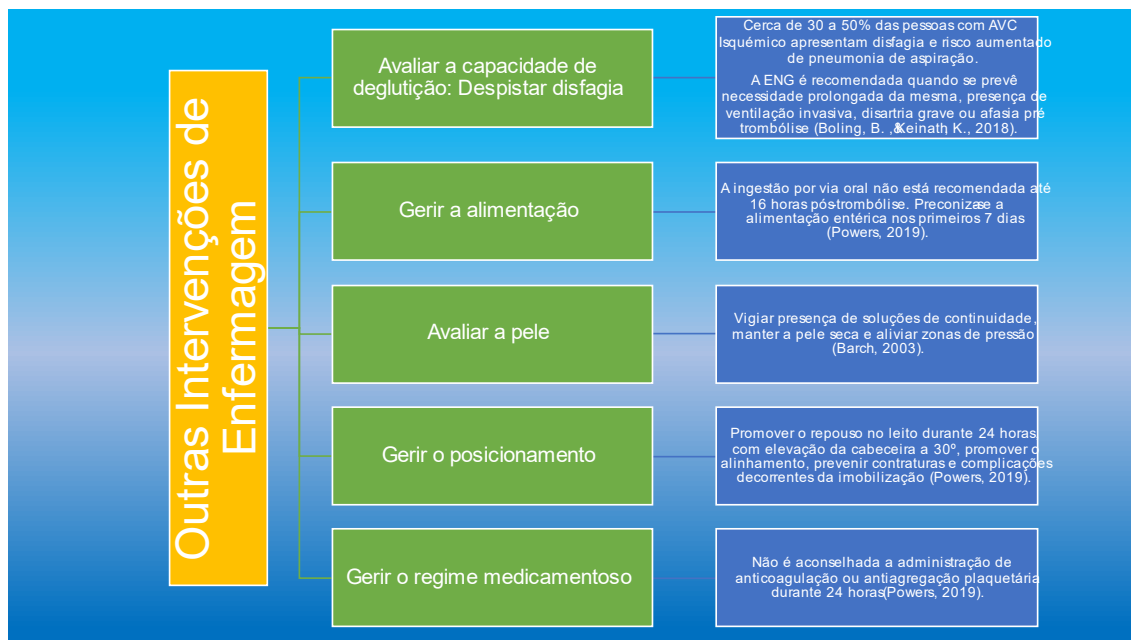 Outras Intervenções de
Enfermagem
Avaliar a capacidade de
deglutição: Despistar disfagia
Cerca de 30 a 50% das pessoas com AVC
Isquémico apresentam disfagia e risco aumentado
de pneumonia de aspiração.
A ENG é recomendada quando se prevê
necessidade prolongada da mesma, presença de
ventilação invasiva, disartria grave ou afasia pré
trombólise (Boling, B. ,& Keinath, K., 2018).
Gerir a alimentação
A ingestão por via oral não está recomendada até
16 horas pós-trombólise. Preconiza-se a
alimentação entérica nos primeiros 7 dias
(Powers, 2019).
Avaliar a pele
Vigiar presença de soluções de continuidade,
manter a pele seca e aliviar zonas de pressão
(Barch, 2003).
Gerir o posicionamento
Promover o repouso no leito durante 24 horas,
com elevação da cabeceira a 30º, promover o
alinhamento, prevenir contraturas e complicações
decorrentes da imobilização (Powers, 2019).
Gerir o regime medicamentoso
Não é aconselhada a administração de
anticoagulação ou antiagregação plaquetária
durante 24 horas(Powers, 2019).